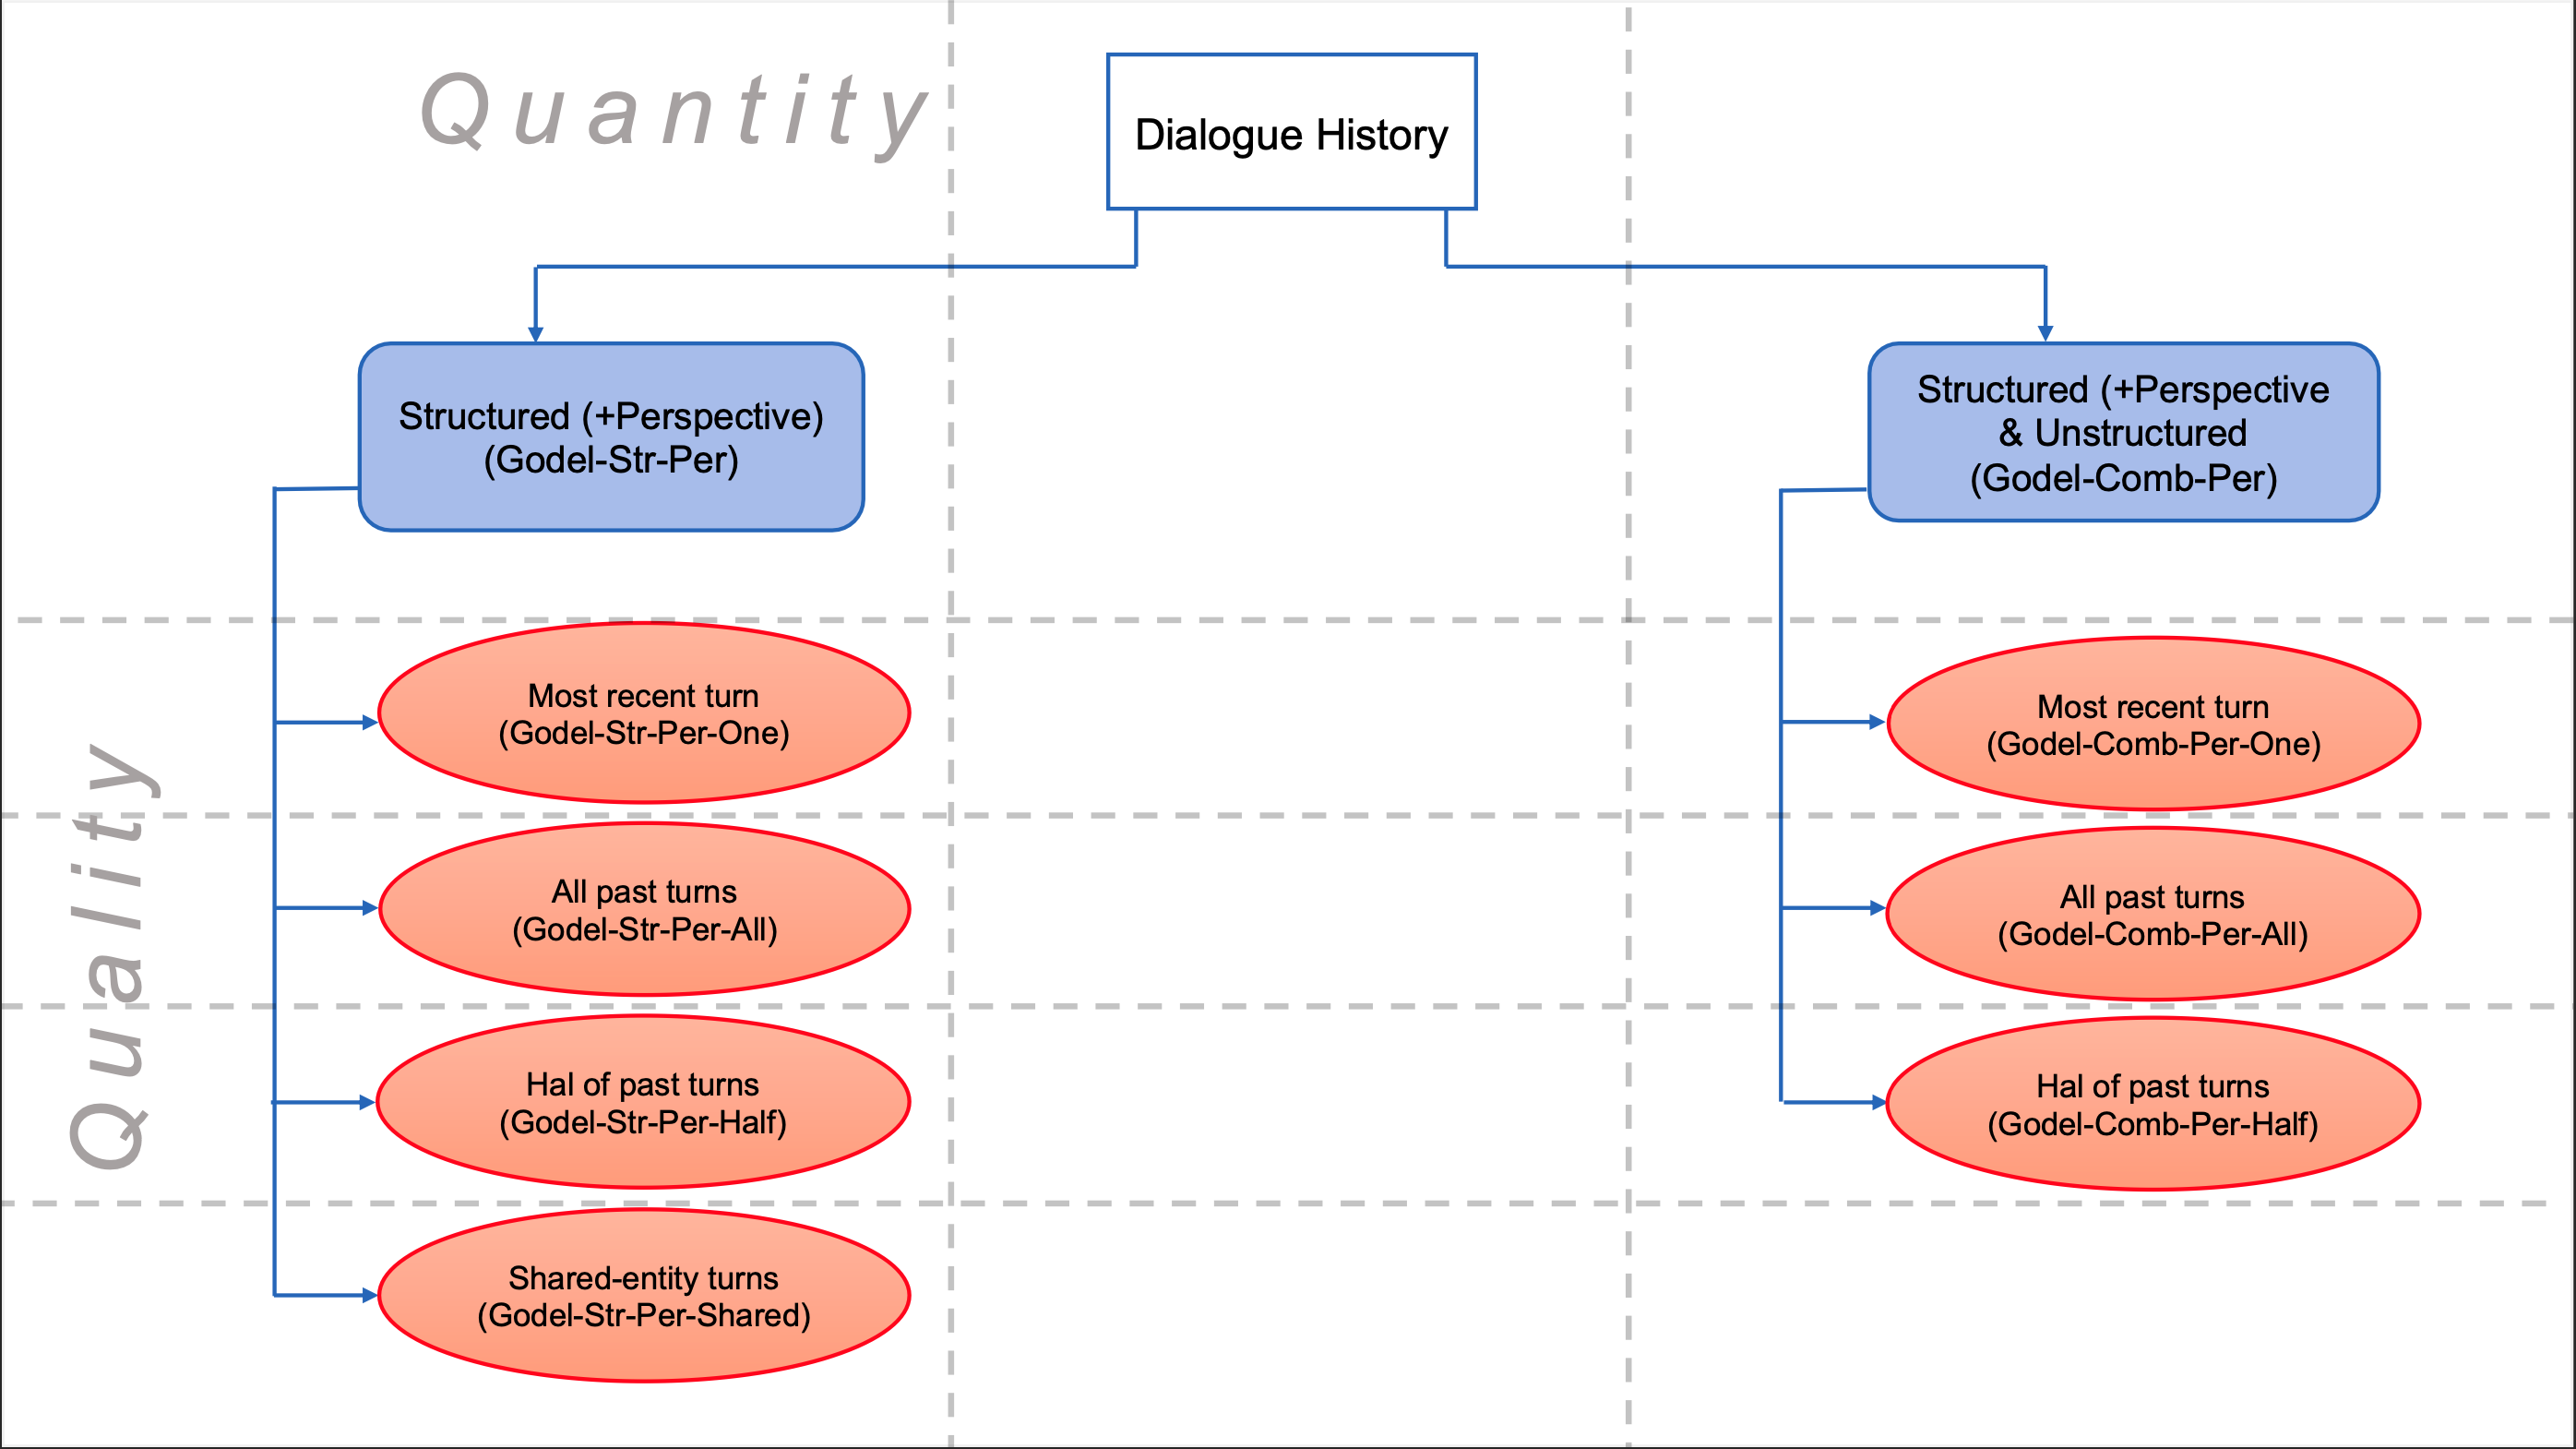 Quantity
Dialogue History
Structured (+Perspective)
(Godel-Str-Per)
Structured (+Perspective
& Unstructured
(Godel-Comb-Per)
Quality
Most recent turn
(Godel-Str-Per-One)
Most recent turn
(Godel-Comb-Per-One)
All past turns
(Godel-Str-Per-All)
All past turns
(Godel-Comb-Per-All)
Hal of past turns
(Godel-Str-Per-Half)
Hal of past turns
(Godel-Comb-Per-Half)
Shared-entity turns
(Godel-Str-Per-Shared)